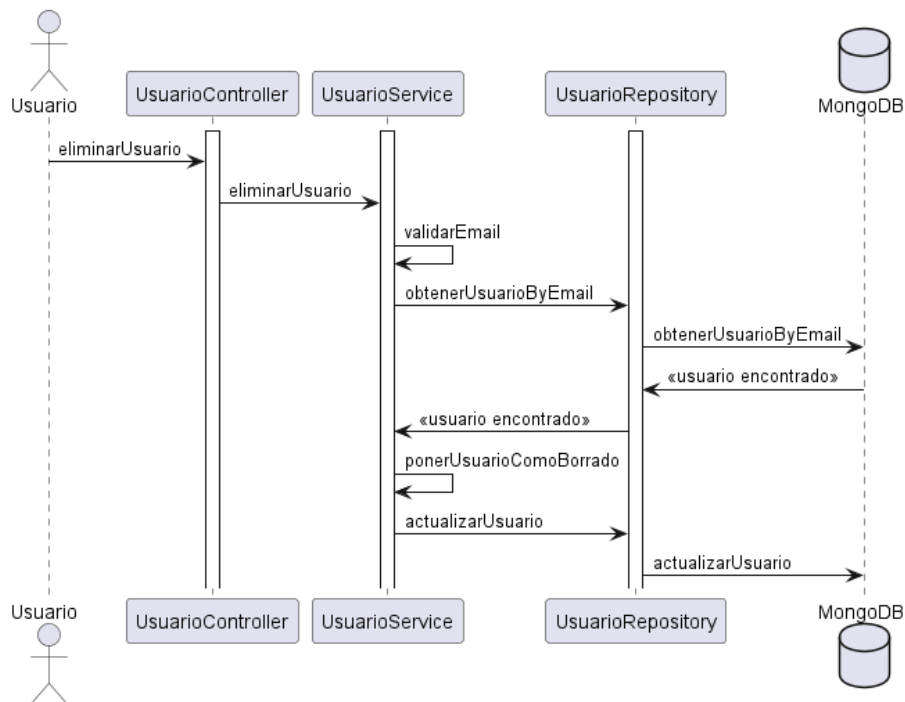 Usuario
UsuarioController
UsuarioService
UsuarioRepository
MongoDB
eliminarUsuario
eliminarUsuario
validarEmail
obtenerUsuarioByEmail
obtenerUsuarioByEmail
«usuario encontrado»
«usuario encontrado»
ponerUsuarioComoBorrado
actualizarUsuario
actualizarUsuario
Usuario
UsuarioController
UsuarioService
UsuarioRepository
MongoDB